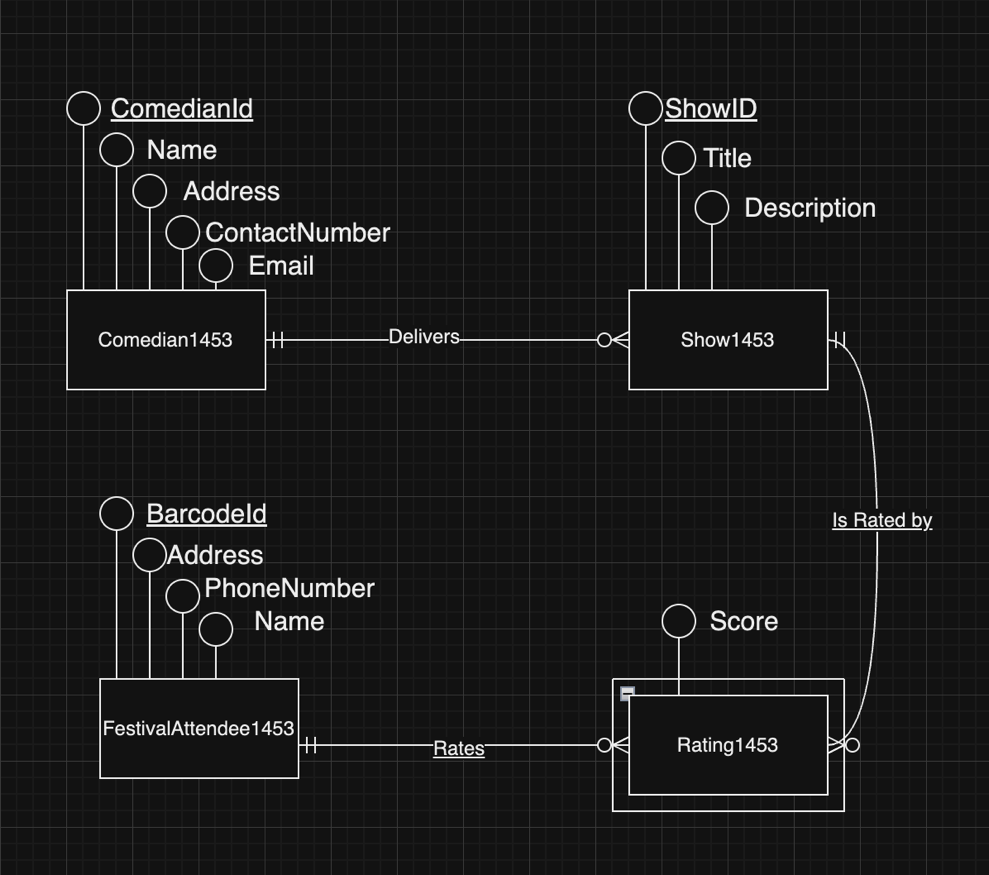 ComedianId
Name
Address
ContactNumber
Email
Comedian1453
Delivers
ShowID
Title
Description
Show1453
Is Rated by
BarcodeId
Address
PhoneNumber
Name
FestivalAttendee1453
Rates
Score
Rating1453